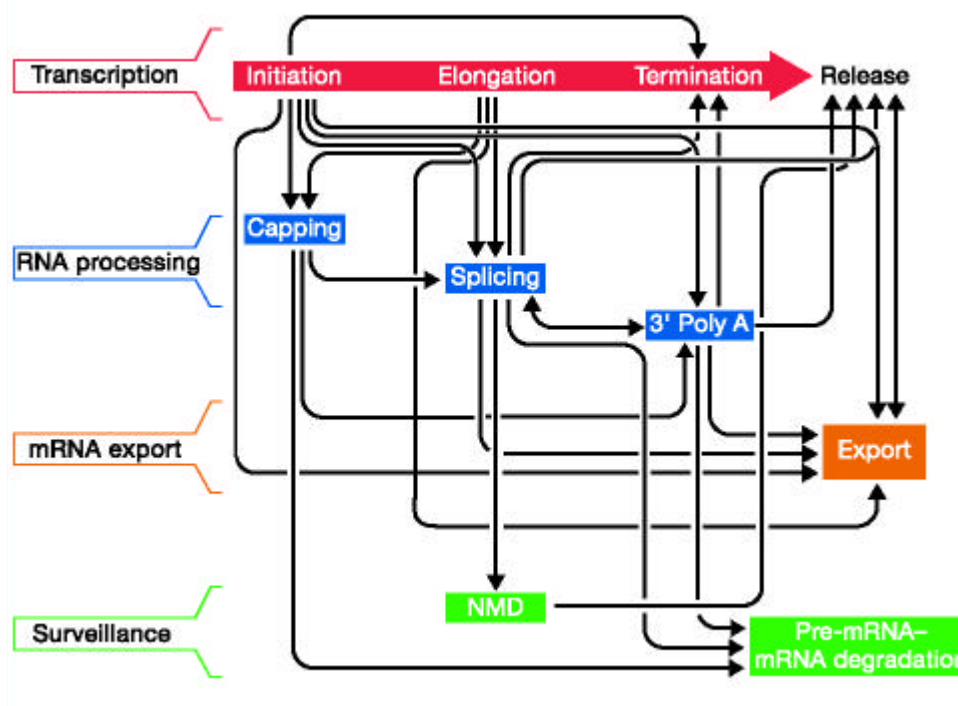 Transcription
Initiation
Elongation
Termination
Release
Capping
RNA processing
Splicing
3' Poly A
mRNA export
Export
NMD
Surveillance
Pre-mRNA–
mRNA degradation